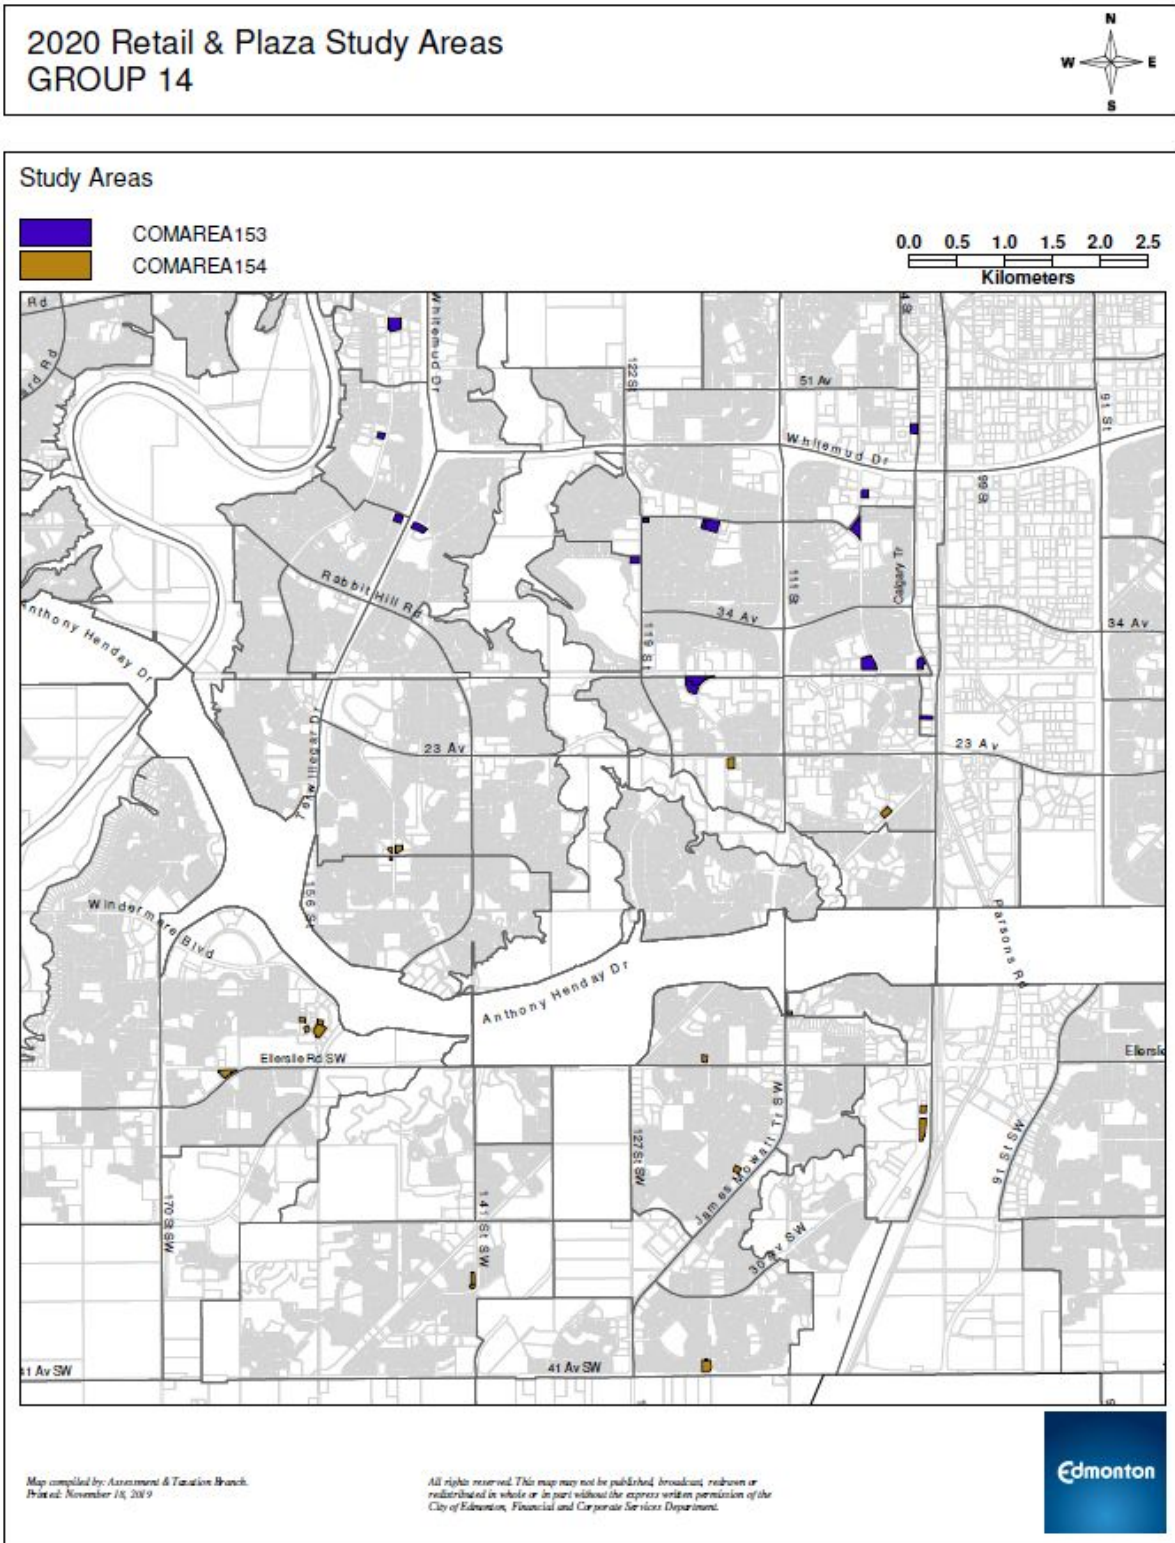 N
2020 Retail & Plaza Study Areas
GROUP 14
W
E
S
Study Areas
COMAREA153
COMAREA154
0.0 0.5 1.0 1.5 2.0 2.5
Kilometers
Rd
Whitemud Dr
4 St
ard Rd
122 St
51 Av
91 St
Whitemud Dr
99 St
Calgary Tr
111 St
Rabbit Hill Rd
Anthony Henday Dr
34 Av
34 Av
119 St
Terwillegar Dr
23 Av
23 Av
156 St
Windermere Blvd
Parsons Rd
Anthony Henday Dr
Ellerslie Rd SW
Ellerslie
127 St SW
James Mowatt Tr SW
91 St SW
170 St SW
141 St SW
30 Av SW
41 Av SW
41 Av SW
Map compiled by: Assessment & Taxation Branch.
Printed: November 18, 2019
All rights reserved. This map may not be published, broadcast, redrawn or
redistributed in whole or in part without the express written permission of the
City of Edmonton, Financial and Corporate Services Department.
Edmonton